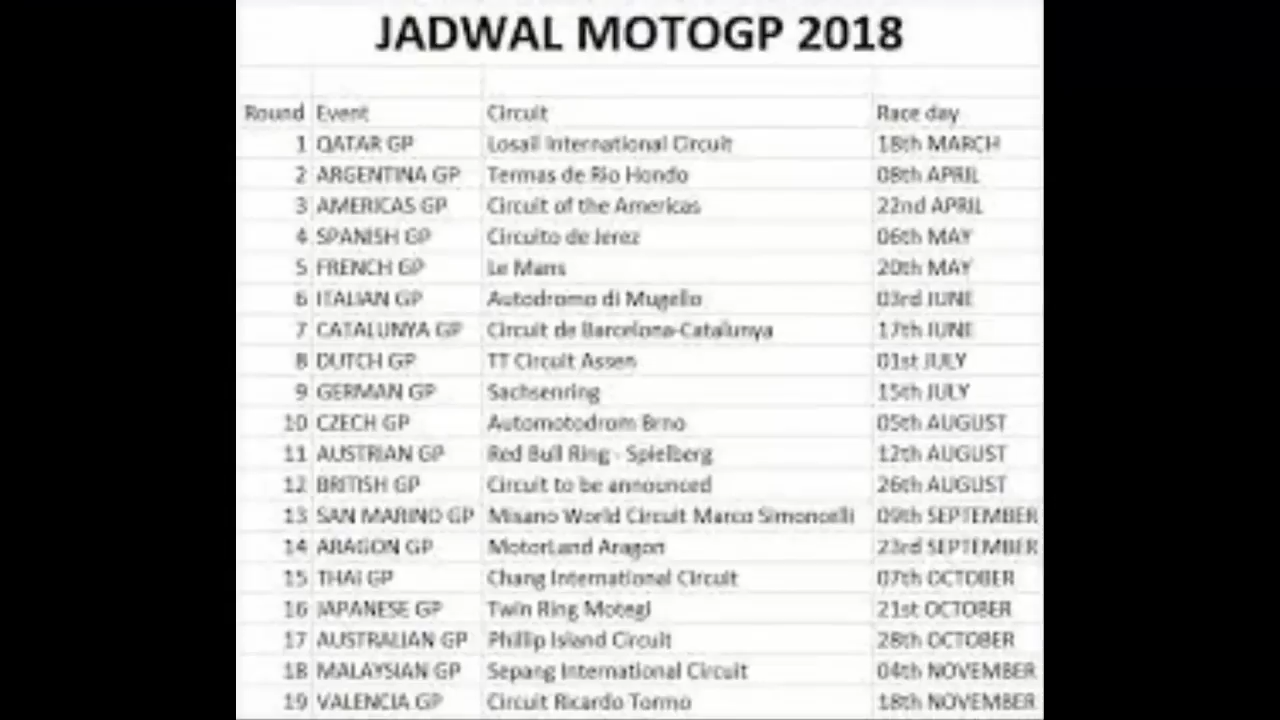 JADWAL MOTOGP 2018
Round Event Circuit Race day
1 QATAR GP Losail International Circuit 18th MARCH
2 ARGENTINA GP Termas de Rio Hondo 08th APRIL
3 AMERICAS GP Circuit of the Americas 22nd APRIL
4 SPANISH GP Circuito de Jerez 06th MAY
5 FRENCH GP Le Mans 20th MAY
6 ITALIAN GP Autodromo di Mugello 03rd JUNE
7 CATALUNYA GP Circuit de Barcelona-Catalunya 17th JUNE
8 DUTCH GP TT Circuit Assen 01st JULY
9 GERMAN GP Sachsenring 15th JULY
10 CZECH GP Automotodrom Brno 05th AUGUST
11 AUSTRIAN GP Red Bull Ring - Spielberg 12th AUGUST
12 BRITISH GP Circuit to be announced 26th AUGUST
13 SAN MARINO GP Misano World Circuit Marco Simoncelli 09th SEPTEMBER
14 ARAGON GP MotorLand Aragon 23rd SEPTEMBER
15 THAI GP Chang International Circuit 07th OCTOBER
16 JAPANESE GP Twin Ring Motegi 21st OCTOBER
17 AUSTRALIAN GP Phillip Island Circuit 28th OCTOBER
18 MALAYSIAN GP Sepang International Circuit 04th NOVEMBER
19 VALENCIA GP Circuit Ricardo Tormo 18th NOVEMBER